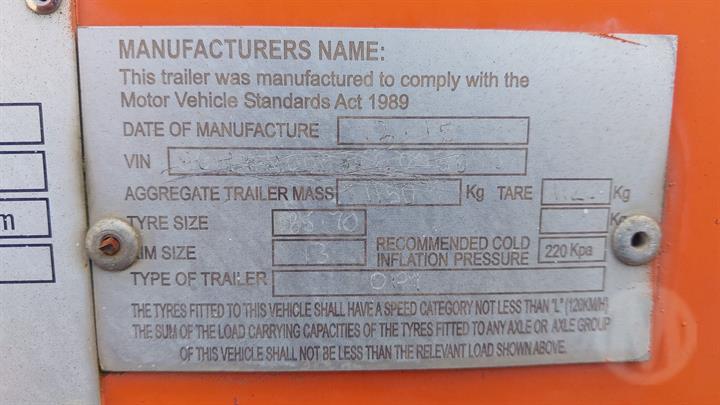 m
MANUFACTURERS NAME:
This trailer was manufactured to comply with the
Motor Vehicle Standards Act 1989
DATE OF MANUFACTURE
VIN
AGGREGATE TRAILER MASS Kg TARE Kg
TYRE SIZE Kg
SIZE 13 RECOMMENDED COLD
INFLATION PRESSURE 220 Kpa
TYPE OF TRAILER
THE TYRES FITTED TO THIS VEHICLE SHALL HAVE A SPEED CATEGORY NOT LESS THAN "L" (120KM/H)
THE SUM OF THE LOAD CARRYING CAPACITIES OF THE TYRES FITTED TO ANY AXLE OR AXLE GROUP
OF THIS VEHICLE SHALL NOT BE LESS THAN THE RELEVANT LOAD SHOWN ABOVE.